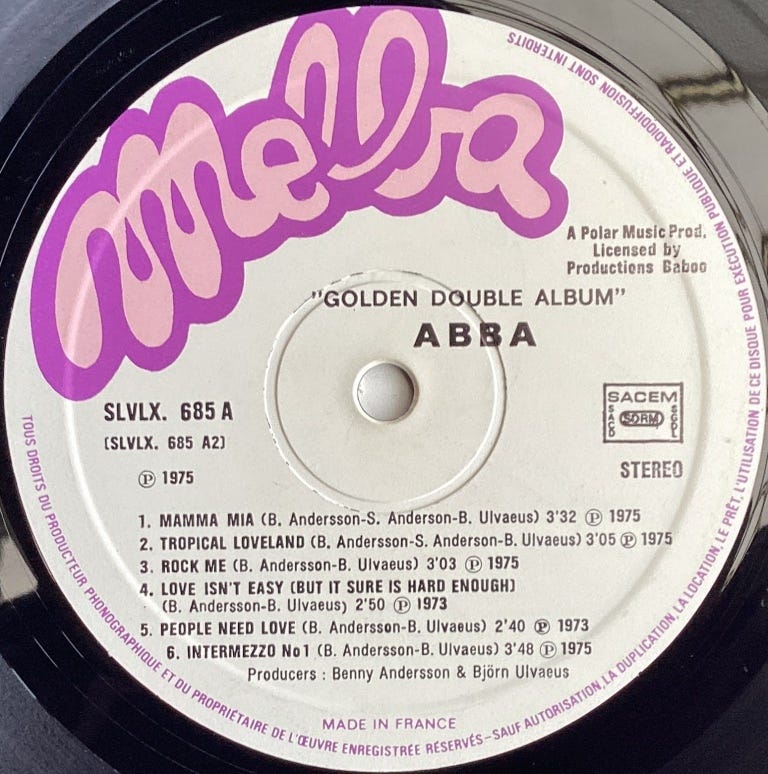 Melba
A Polar Music Prod.
Licensed by
Productions Baboo
"GOLDEN DOUBLE ALBUM"
ABBA
SLVLX. 685 A
(SLVLX. 685 A2)
Ⓟ 1975
SACEM
SACD SDRM SGDL
STEREO
1. MAMMA MIA (B. Andersson-S. Anderson-B. Ulvaeus) 3'32 Ⓟ 1975
2. TROPICAL LOVELAND (B. Andersson-S. Anderson-B. Ulvaeus) 3'05 Ⓟ 1975
3. ROCK ME (B. Andersson-B. Ulvaeus) 3'03 Ⓟ 1975
4. LOVE ISN'T EASY (BUT IT SURE IS HARD ENOUGH)
(B. Andersson-B. Ulvaeus) 2'50 Ⓟ 1973
5. PEOPLE NEED LOVE (B. Andersson-B. Ulvaeus) 2'40 Ⓟ 1973
6. INTERMEZZO No1 (B. Andersson-B. Ulvaeus) 3'48 Ⓟ 1975
Producers : Benny Andersson & Björn Ulvaeus
MADE IN FRANCE
TOUS DROITS DU PRODUCTEUR PHONOGRAPHIQUE ET DU PROPRIÉTAIRE DE L'ŒUVRE ENREGISTRÉE RÉSERVÉS-SAUF AUTORISATION, LA DUPLICATION, LA LOCATION, LE PRÊT, L'UTILISATION DE CE DISQUE POUR EXÉCUTION PUBLIQUE ET RADIODIFFUSION SONT INTERDITS